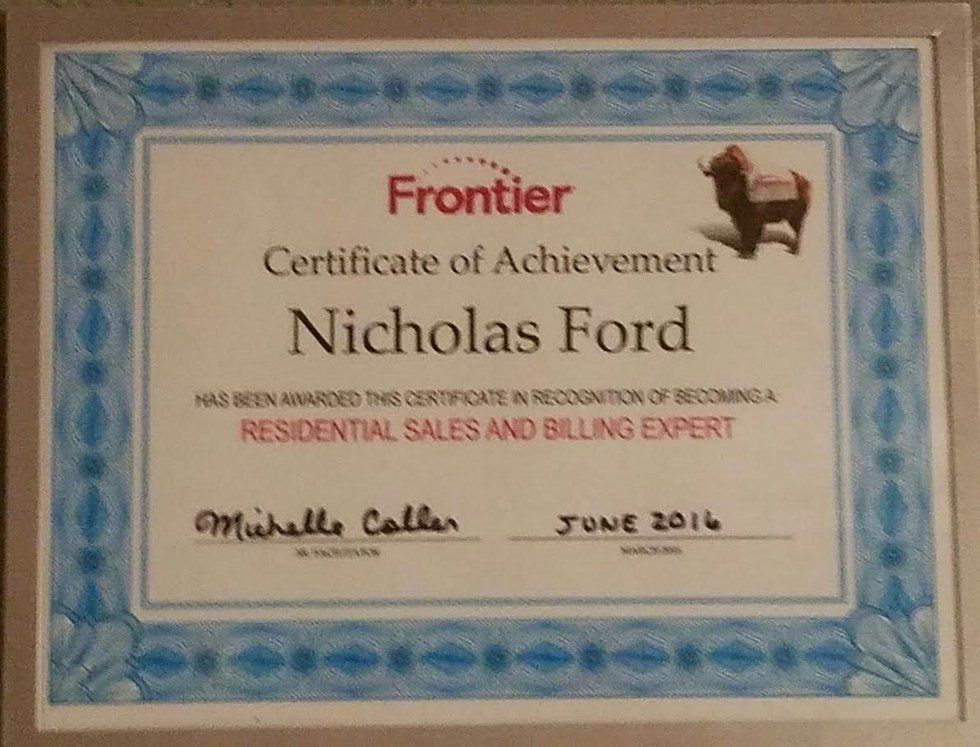 Frontier
Certificate of Achievement
Nicholas Ford
HAS BEEN AWARDED THIS CERTIFICATE IN RECOGNITION OF BECOMING A
RESIDENTIAL SALES AND BILLING EXPERT
Michelle
JUNE 2016